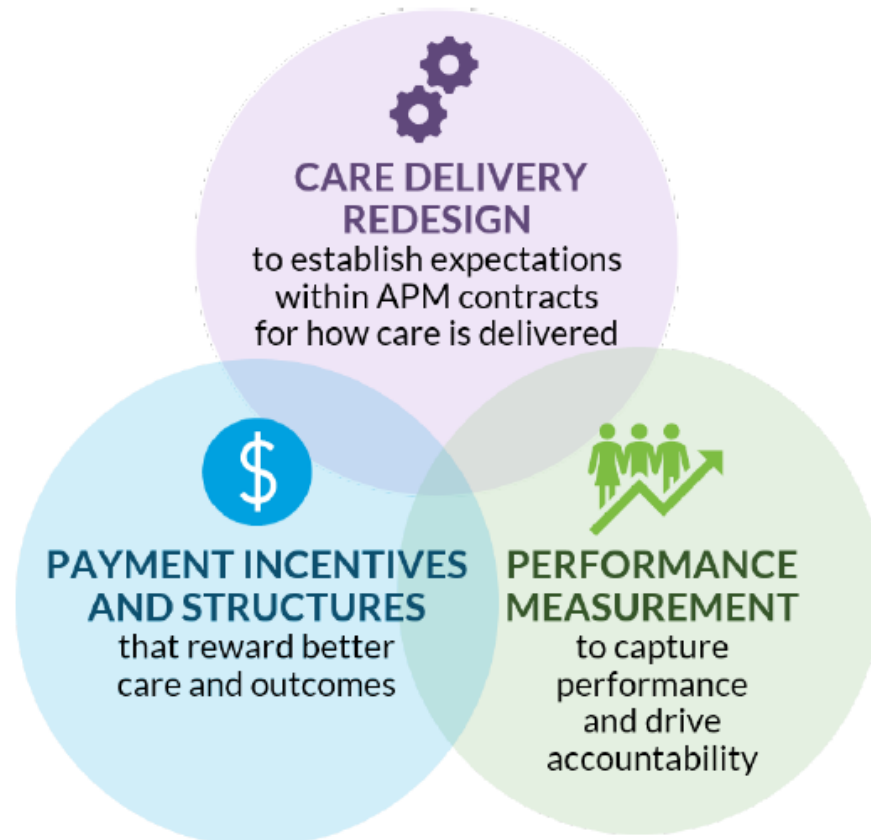 CARE DELIVERY
REDESIGN
to establish expectations
within APM contracts
for how care is delivered
$
PAYMENT INCENTIVES
AND STRUCTURES
that reward better
care and outcomes
PERFORMANCE
MEASUREMENT
to capture
performance
and drive
accountability